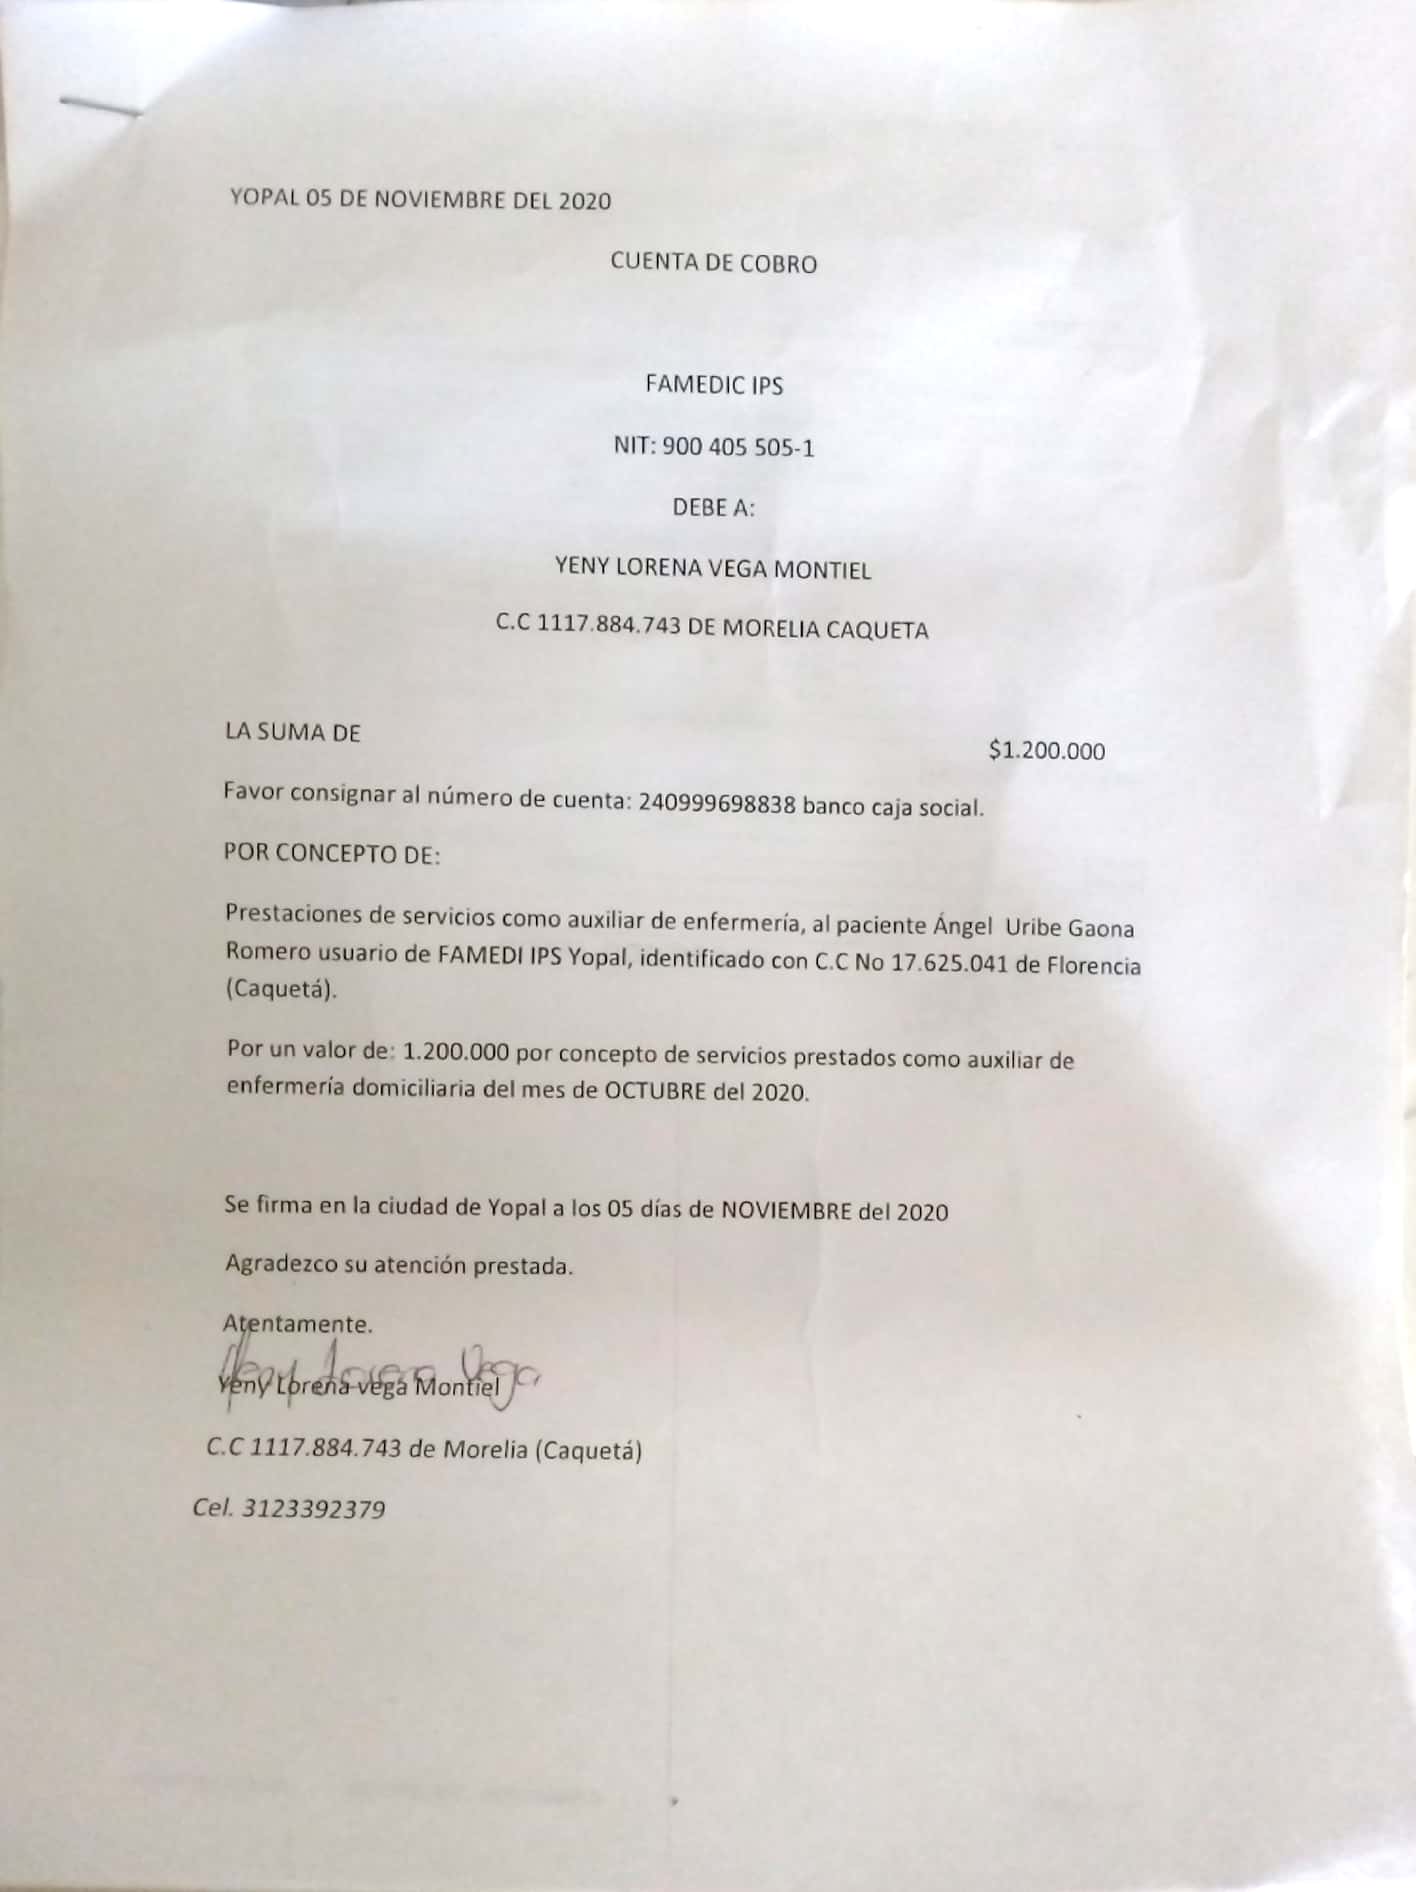 YOPAL 05 DE NOVIEMBRE DEL 2020
CUENTA DE COBRO
FAMEDIC IPS
NIT: 900 405 505-1
DEBE A:
YENY LORENA VEGA MONTIEL
C.C 1117.884.743 DE MORELIA CAQUETA
LA SUMA DE
$1.200.000
Favor consignar al número de cuenta: 240999698838 banco caja social.
POR CONCEPTO DE:
Prestaciones de servicios como auxiliar de enfermería, al paciente Ángel Uribe Gaona
Romero usuario de FAMEDI IPS Yopal, identificado con C.C No 17.625.041 de Florencia
(Caquetá).
Por un valor de: 1.200.000 por concepto de servicios prestados como auxiliar de
enfermería domiciliaria del mes de OCTUBRE del 2020.
Se firma en la ciudad de Yopal a los 05 días de NOVIEMBRE del 2020
Agradezco su atención prestada.
Atentamente.
Yeny Lorena Vega
Yeny Lorena vega Montiel
C.C 1117.884.743 de Morelia (Caquetá)
Cel. 3123392379